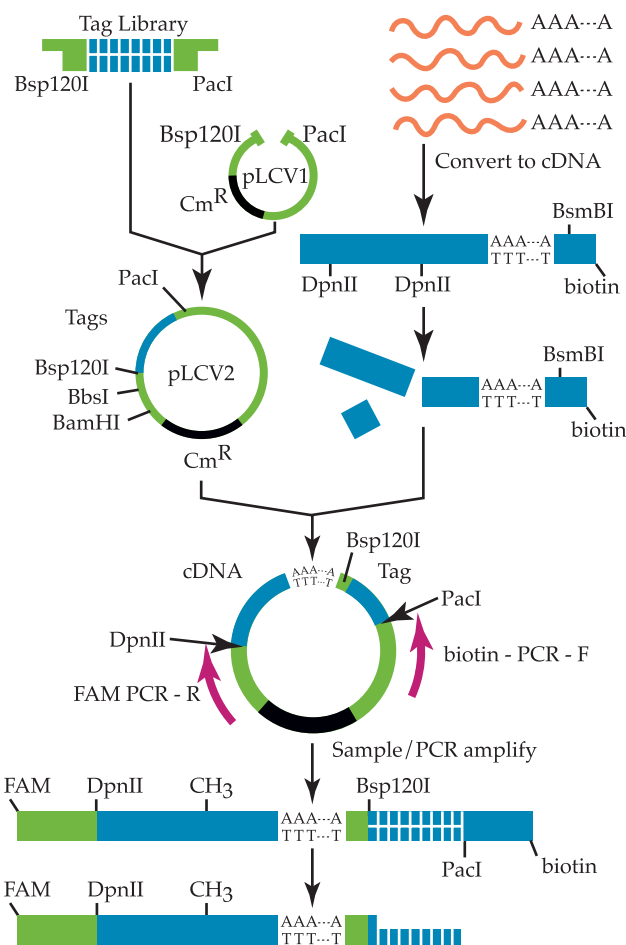 Tag Library
Bsp120I
PacI
AAA···A
AAA···A
AAA···A
AAA···A
Bsp120I
PacI
pLCV1
CmR
Convert to cDNA
BsmBI
AAA···A
TTT···T
DpnII
DpnII
biotin
PacI
Tags
Bsp120I
BbsI
BamHI
pLCV2
CmR
BsmBI
AAA···A
TTT···T
biotin
cDNA
AAA···A
TTT···T
Bsp120I
Tag
PacI
DpnII
FAM PCR - R
biotin - PCR - F
Sample/PCR amplify
FAM
DpnII
CH3
Bsp120I
AAA···A
TTT···T
PacI
biotin
FAM
DpnII
CH3
AAA···A
TTT···T